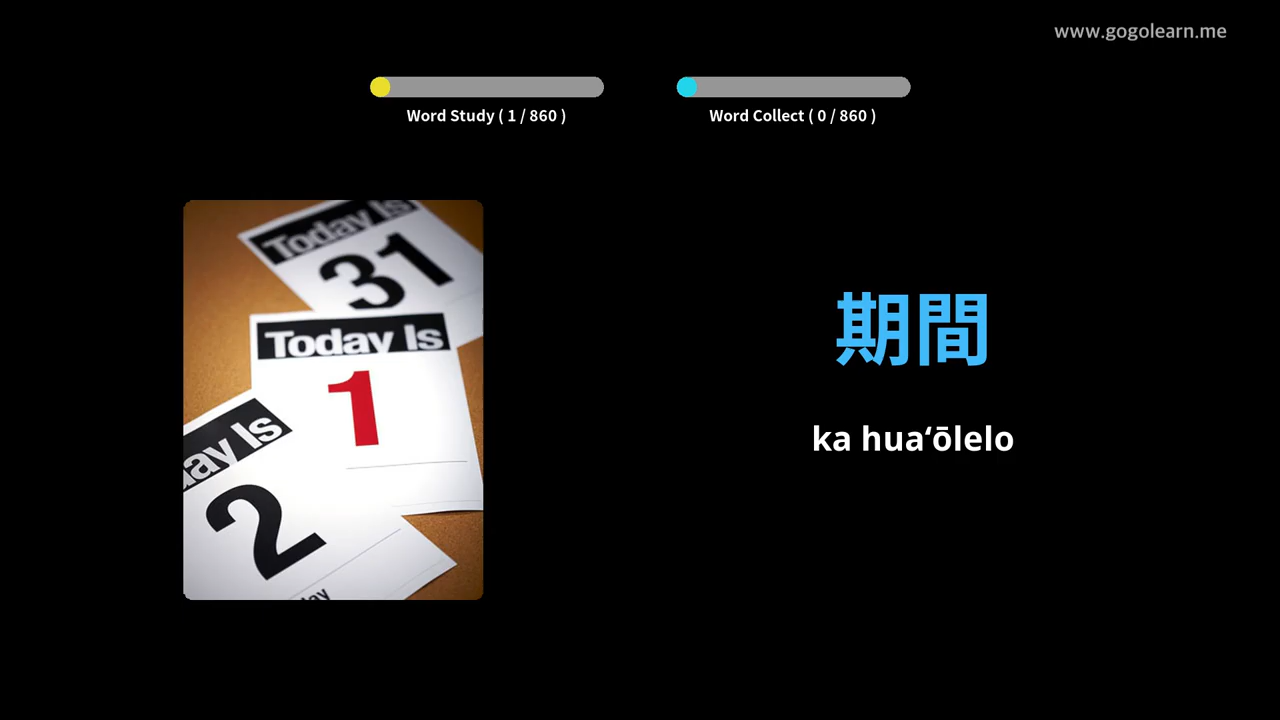 www.gogolearn.me
Word Study ( 1 / 860 )
Word Collect ( 0 / 860 )
Today Is
31
Today Is
1
ay Is
2
day
期間
ka huaʻōlelo